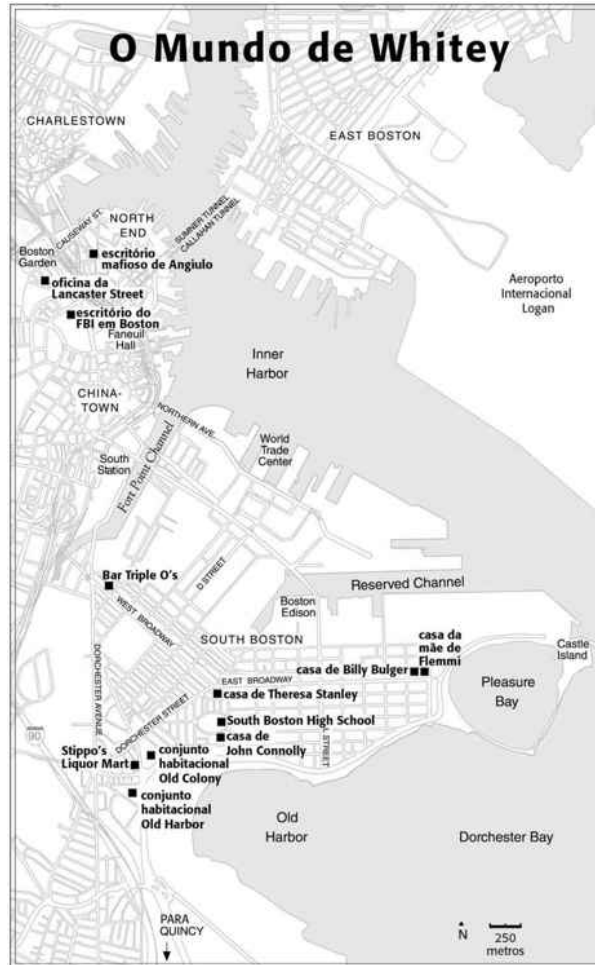 O Mundo de Whitey
CHARLESTOWN
EAST BOSTON
CAUSEWAY ST.
NORTH
END
SUMNER TUNNEL
CALLAHAN TUNNEL
Boston
Garden
escritório
mafioso de Angiulo
oficina da
Lancaster Street
escritório do
FBI em Boston
Faneuil
Hall
Aeroporto
Internacional
Logan
Inner
Harbor
CHINA-
TOWN
NORTHERN AVE.
World
Trade
Center
South
Station
Fort Point Channel
Bar Triple O's
D STREET
WEST BROADWAY
Reserved Channel
Boston
Edison
SOUTH BOSTON
DORCHESTER AVENUE
casa da
mãe de
Flemmi
Castle
Island
casa de Billy Bulger
EAST BROADWAY
Pleasure
Bay
casa de Theresa Stanley
DORCHESTER STREET
South Boston High School
casa de
John Connolly
STREET
90
Stippo's
Liquor Mart
conjunto
habitacional
Old Colony
conjunto
habitacional
Old Harbor
Old
Harbor
Dorchester Bay
PARA
QUINCY
N
250
metros